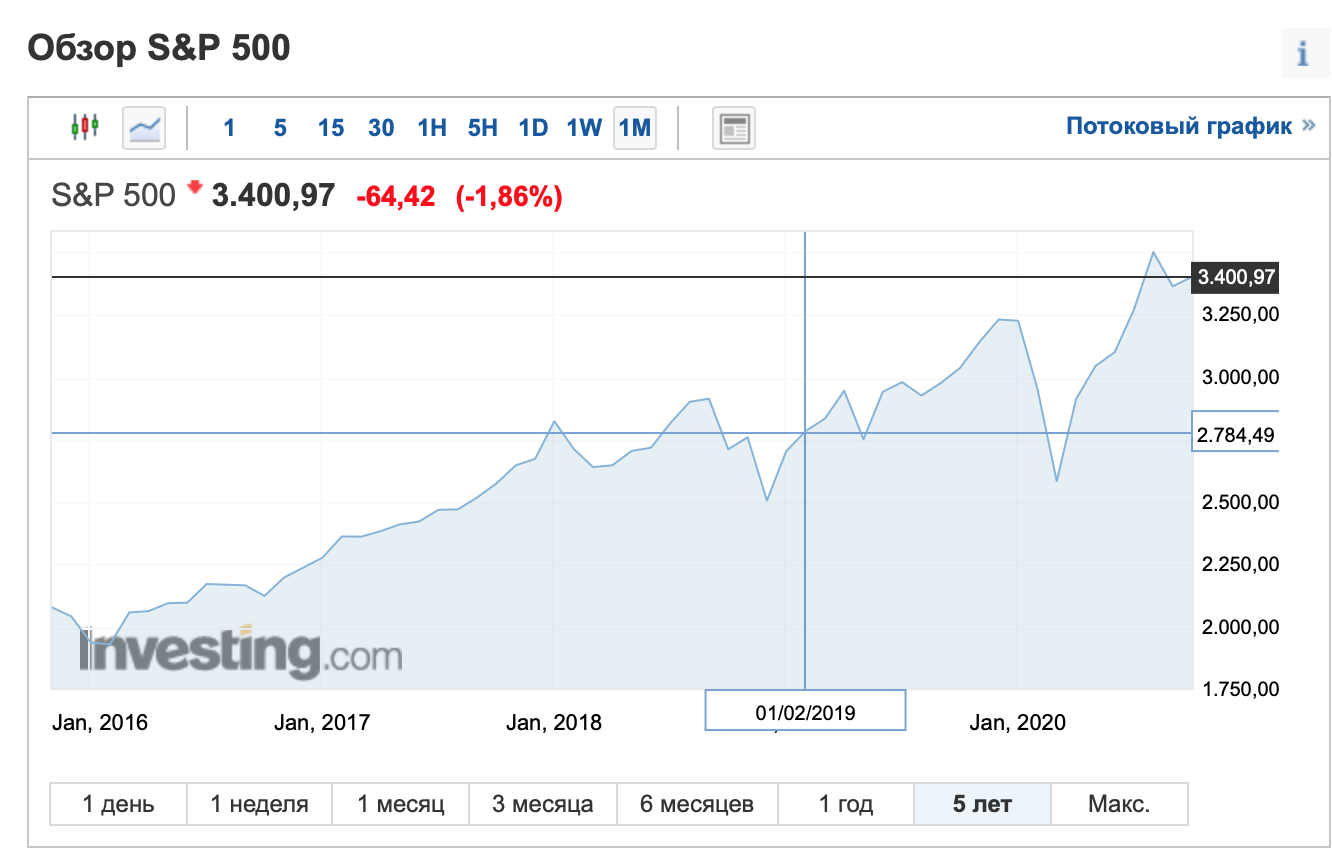 Обзор S&P 500
i
1 5 15 30 1H 5H 1D 1W 1M
Потоковый график »
S&P 500 3.400,97 -64,42 (-1,86%)
3.400,97
3.250,00
3.000,00
2.784,49
2.500,00
2.250,00
2.000,00
Investing.com
1.750,00
Jan, 2016 Jan, 2017 Jan, 2018 01/02/2019 Jan, 2020
1 день 1 неделя 1 месяц 3 месяца 6 месяцев 1 год 5 лет Макс.